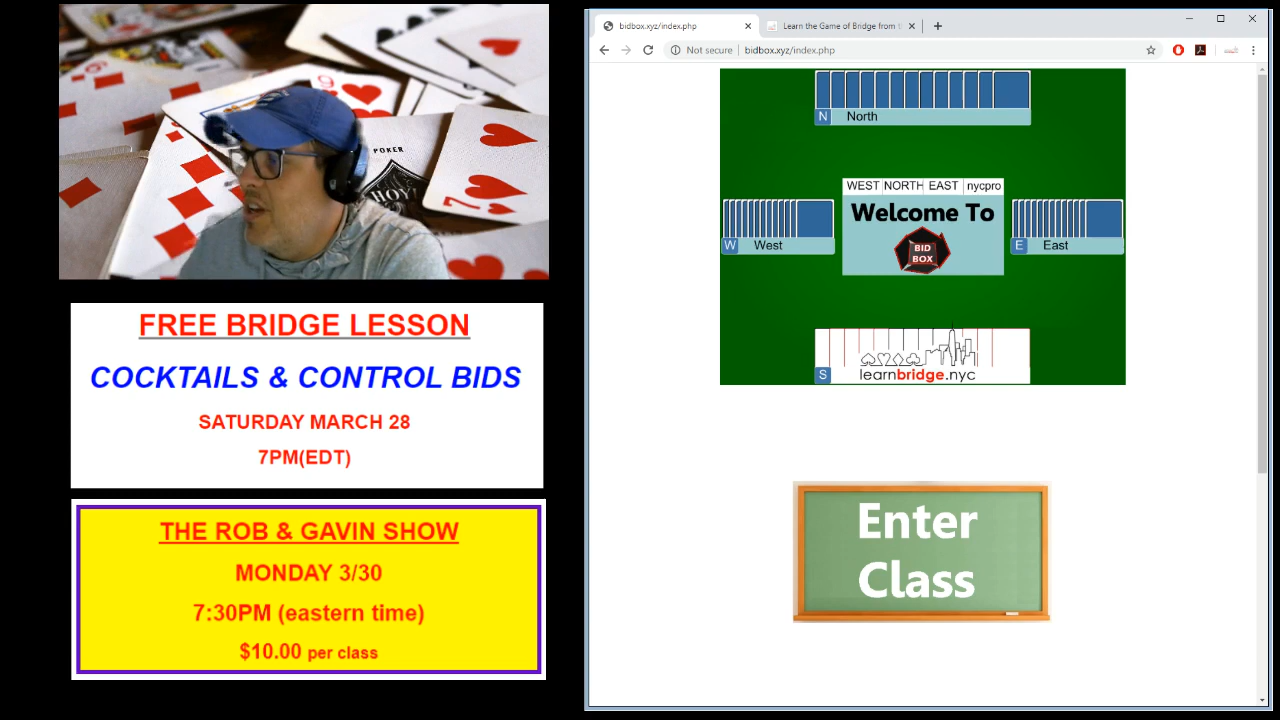 POKER
HOY
7
FREE BRIDGE LESSON
COCKTAILS & CONTROL BIDS
SATURDAY MARCH 28
7PM(EDT)
THE ROB & GAVIN SHOW
MONDAY 3/30
7:30PM (eastern time)
$10.00 per class
bidbox.xyz/index.php
Learn the Game of Bridge from t
Not secure
bidbox.xyz/index.php
N North
WEST NORTH EAST nycpro
Welcome To
BID
BOX
W West
E East
S
learnbridge.nyc
Enter
Class